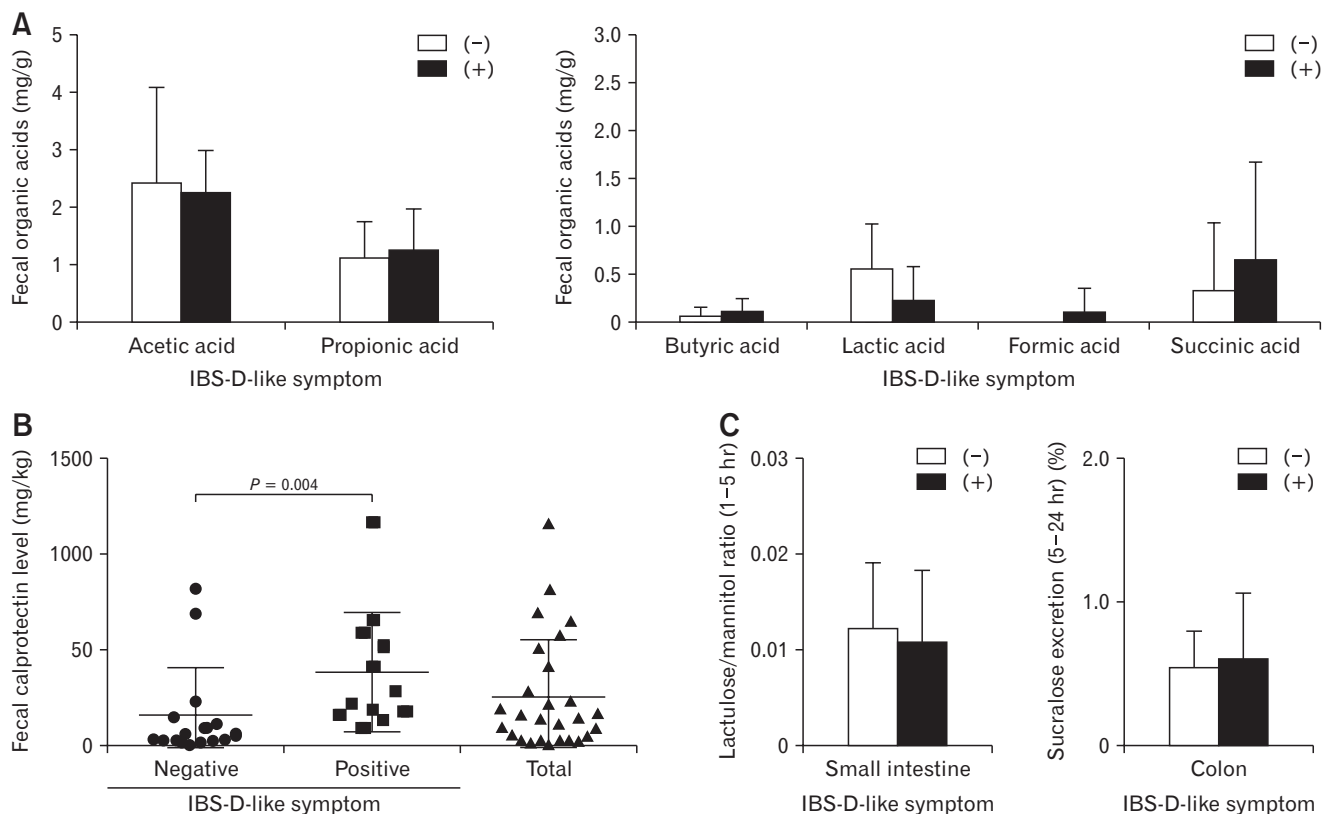 A
Fecal organic acids (mg/g)
5
4
3
2
1
0
(−)
(+)
Acetic acid
Propionic acid
IBS-D-like symptom
Fecal organic acids (mg/g)
3.0
2.5
2.0
1.5
1.0
0.5
0
(−)
(+)
Butyric acid
Lactic acid
Formic acid
Succinic acid
IBS-D-like symptom
B
Fecal calprotectin level (mg/kg)
1500
1000
50
0
P = 0.004
Negative
Positive
Total
IBS-D-like symptom
C
Lactulose/mannitol ratio (1−5 hr)
0.03
0.02
0.01
0
(−)
(+)
Small intestine
IBS-D-like symptom
Sucralose excretion (5−24 hr) (%)
2.0
1.0
0
(−)
(+)
Colon
IBS-D-like symptom